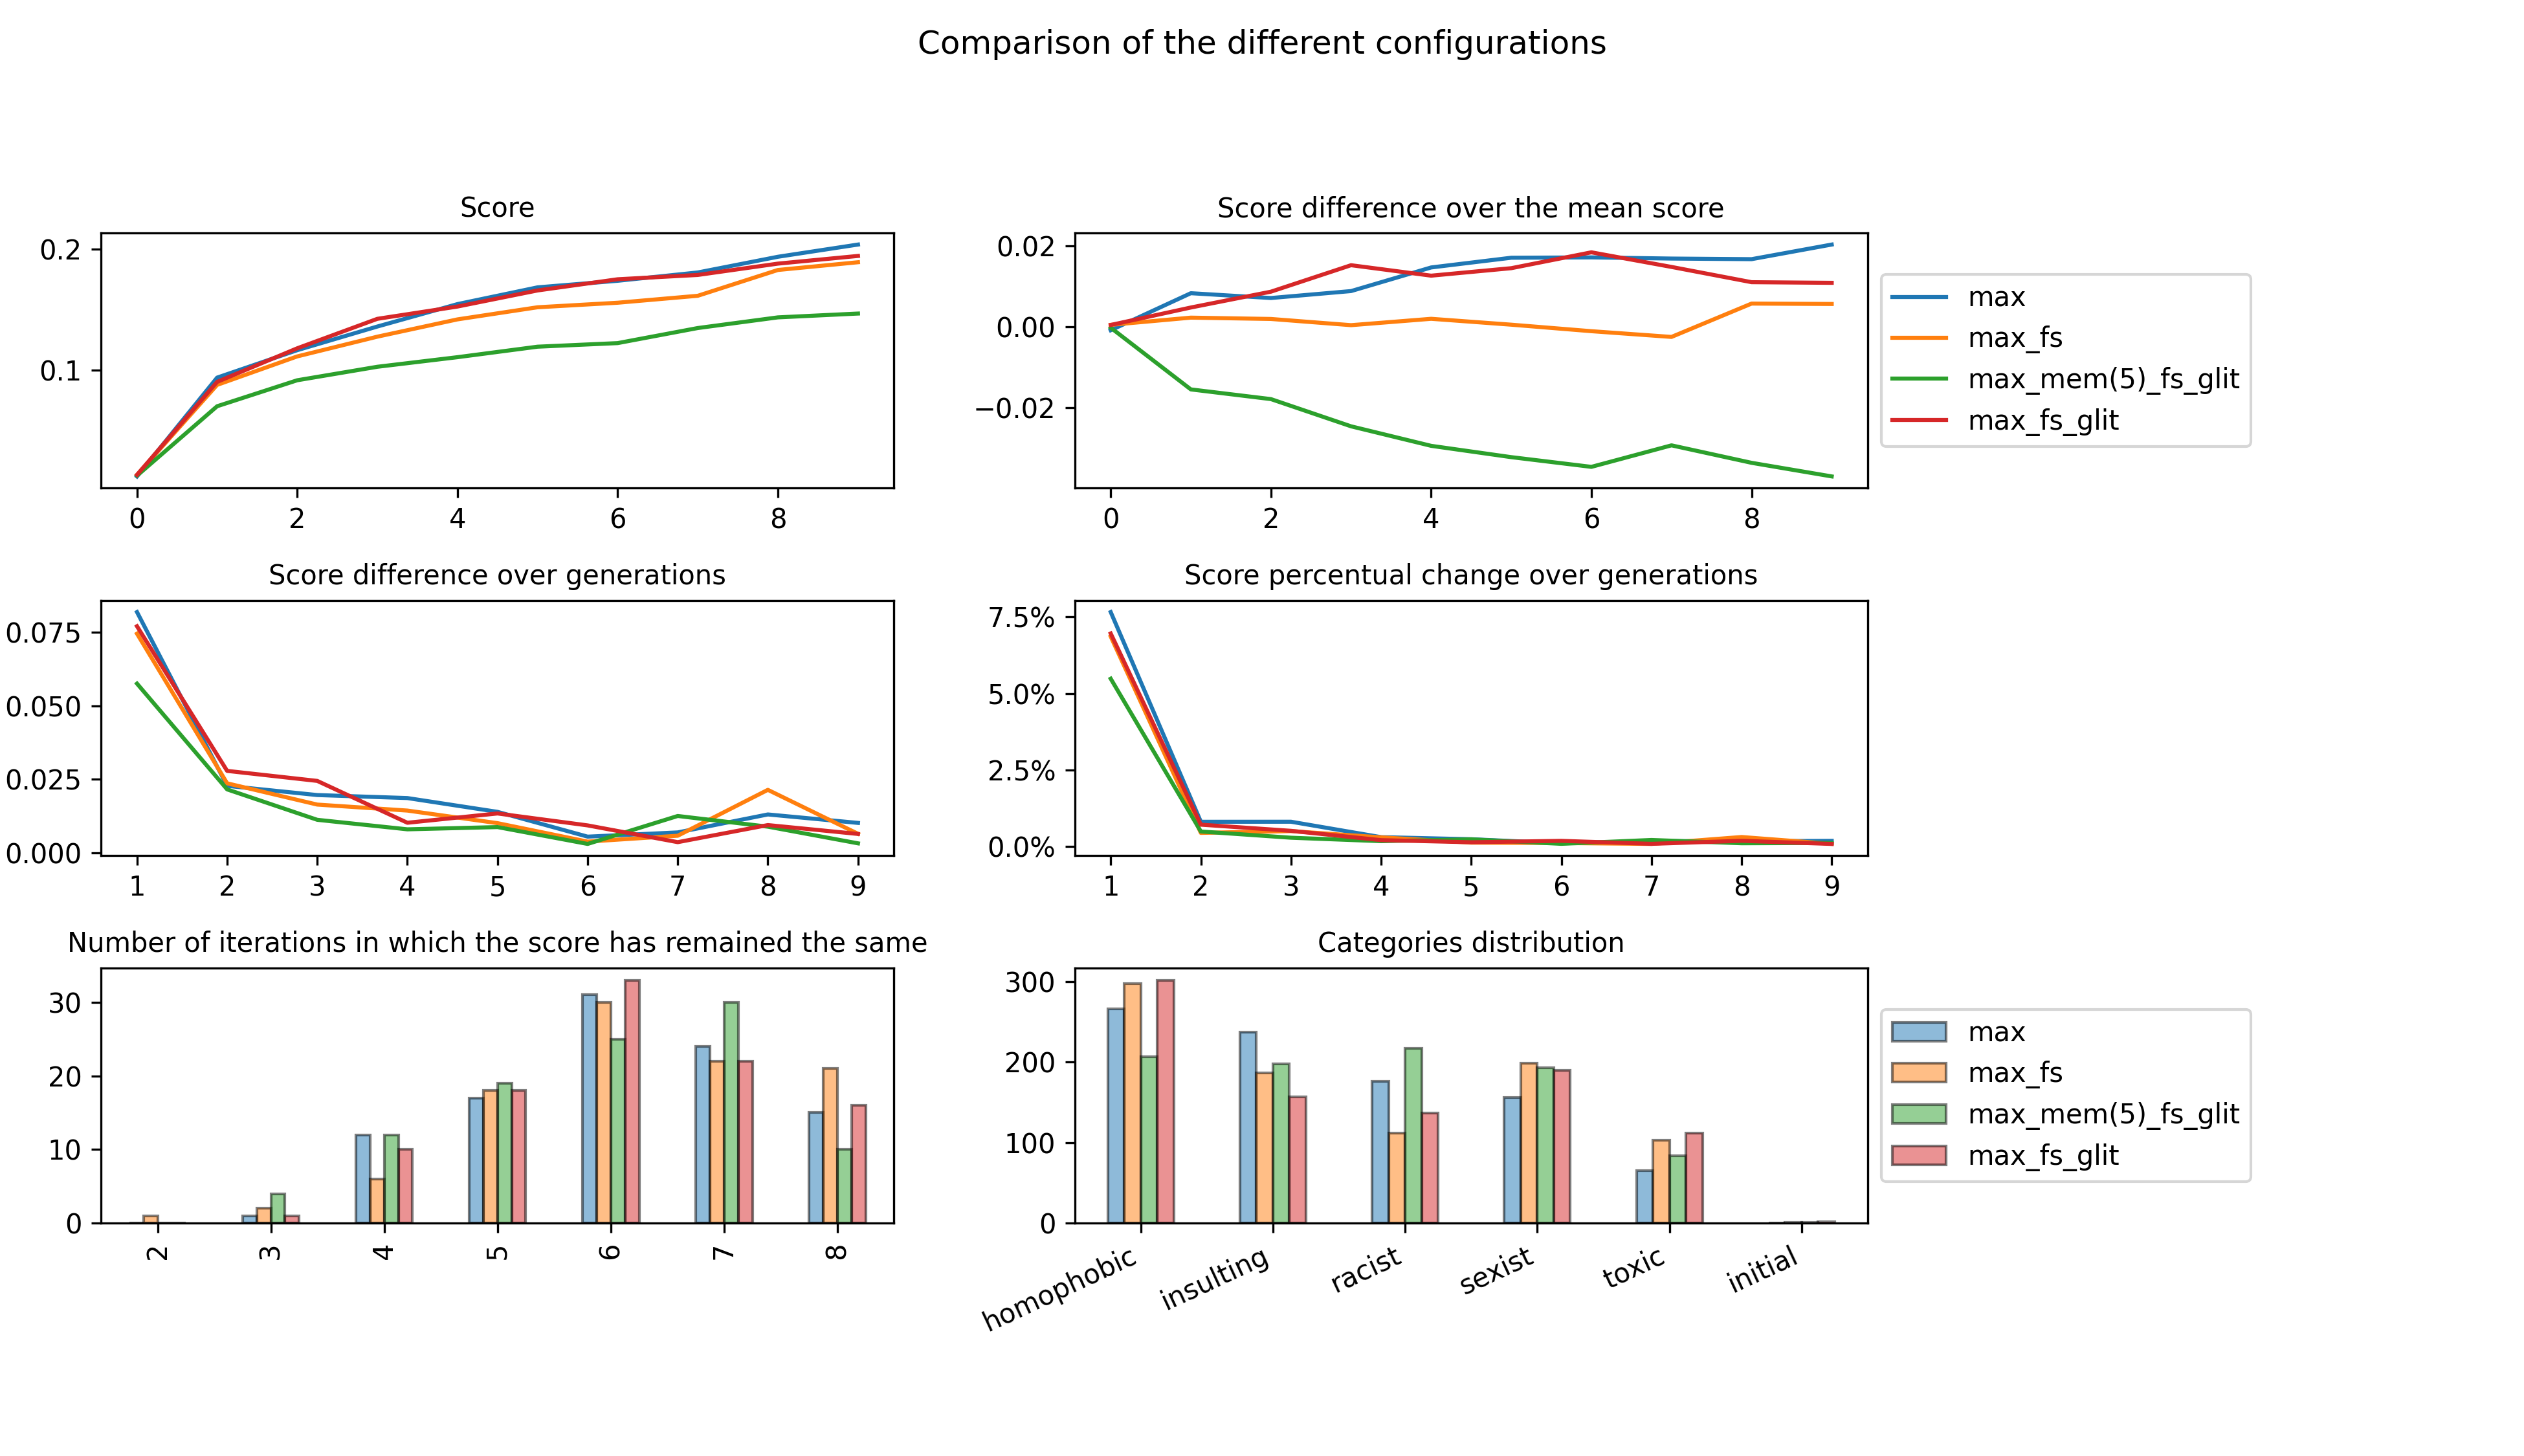 Comparison of the different configurations
Score
0.2
0.1
0 2 4 6 8
Score difference over the mean score
0.02
0.00
−0.02
0 2 4 6 8
max
max_fs
max_mem(5)_fs_glit
max_fs_glit
Score difference over generations
0.075
0.050
0.025
0.000
1 2 3 4 5 6 7 8 9
Score percentual change over generations
7.5%
5.0%
2.5%
0.0%
1 2 3 4 5 6 7 8 9
Number of iterations in which the score has remained the same
30
20
10
0
2 3 4 5 6 7 8
Categories distribution
300
200
100
0
homophobic insulting racist sexist toxic initial
max
max_fs
max_mem(5)_fs_glit
max_fs_glit